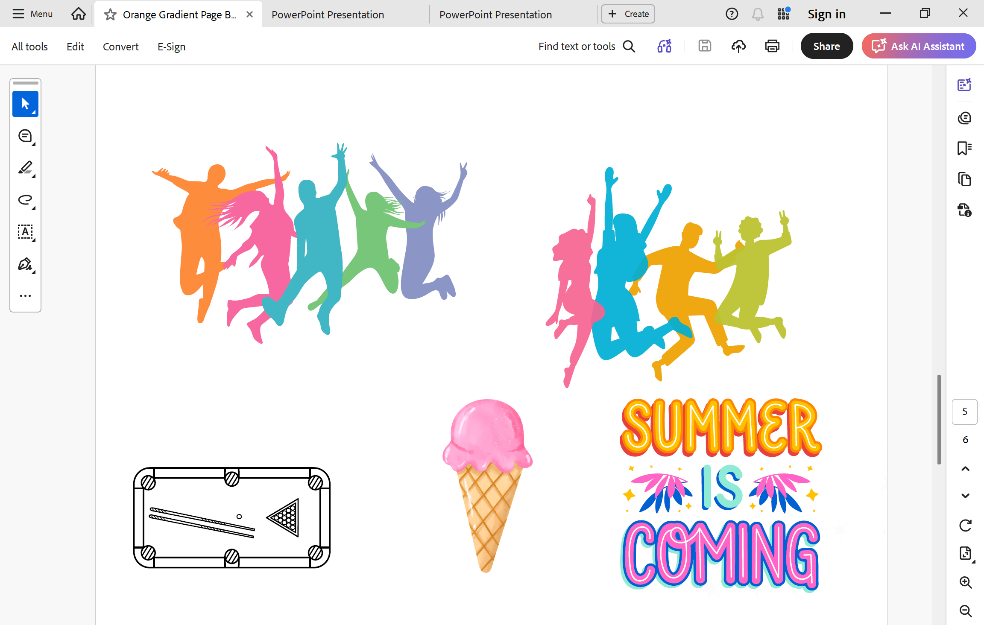 Menu
Orange Gradient Page B...
PowerPoint Presentation
PowerPoint Presentation
+ Create
Sign in
All tools
Edit
Convert
E-Sign
Find text or tools
Share
Ask AI Assistant
A
5
6
SUMMER
IS
COMING